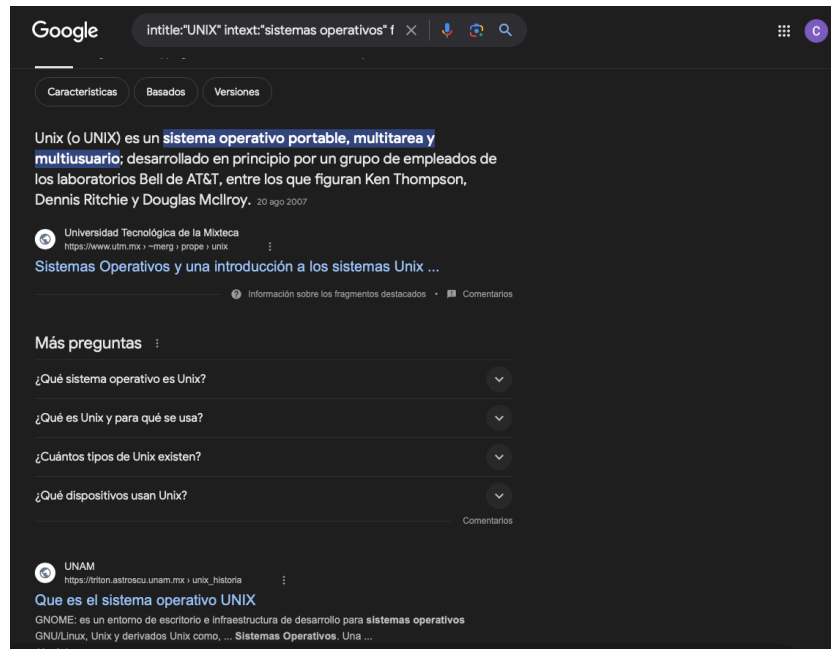 Google
intitle:"UNIX" intext:"sistemas operativos" f
C
Características Basados Versiones
Unix (o UNIX) es un sistema operativo portable, multitarea y
multiusuario; desarrollado en principio por un grupo de empleados de
los laboratorios Bell de AT&T, entre los que figuran Ken Thompson,
Dennis Ritchie y Douglas McIlroy. 20 ago 2007
Universidad Tecnológica de la Mixteca
https://www.utm.mx › ~merg › prope › unix
Sistemas Operativos y una introducción a los sistemas Unix ...
Información sobre los fragmentos destacados • Comentarios
Más preguntas
¿Qué sistema operativo es Unix?
¿Qué es Unix y para qué se usa?
¿Cuántos tipos de Unix existen?
¿Qué dispositivos usan Unix?
Comentarios
UNAM
https://triton.astroscu.unam.mx › unix_historia
Que es el sistema operativo UNIX
GNOME: es un entorno de escritorio e infraestructura de desarrollo para sistemas operativos
GNU/Linux, Unix y derivados Unix como, ... Sistemas Operativos. Una ...